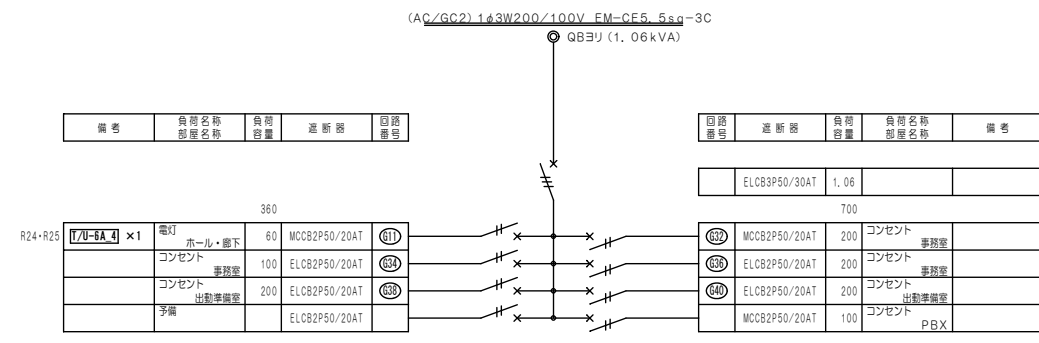 (AC/GC2) 1φ3W200/100V EM-CE5.5sq-3C
QBヨリ(1.06kVA)
備考 負荷名称 部屋名称 負荷容量 遮断器 回路番号
回路番号 遮断器 負荷容量 負荷名称 部屋名称 備考
ELCB3P50/30AT 1.06
360
700
R24・R25 T/U-6A_4 ×1 電灯 ホール・廊下 60 MCCB2P50/20AT G11
G32 MCCB2P50/20AT 200 コンセント 事務室
コンセント 事務室 100 ELCB2P50/20AT G34
G36 ELCB2P50/20AT 200 コンセント 事務室
コンセント 出動準備室 200 ELCB2P50/20AT G38
G40 ELCB2P50/20AT 200 コンセント 出動準備室
予備 ELCB2P50/20AT
MCCB2P50/20AT 100 コンセント PBX